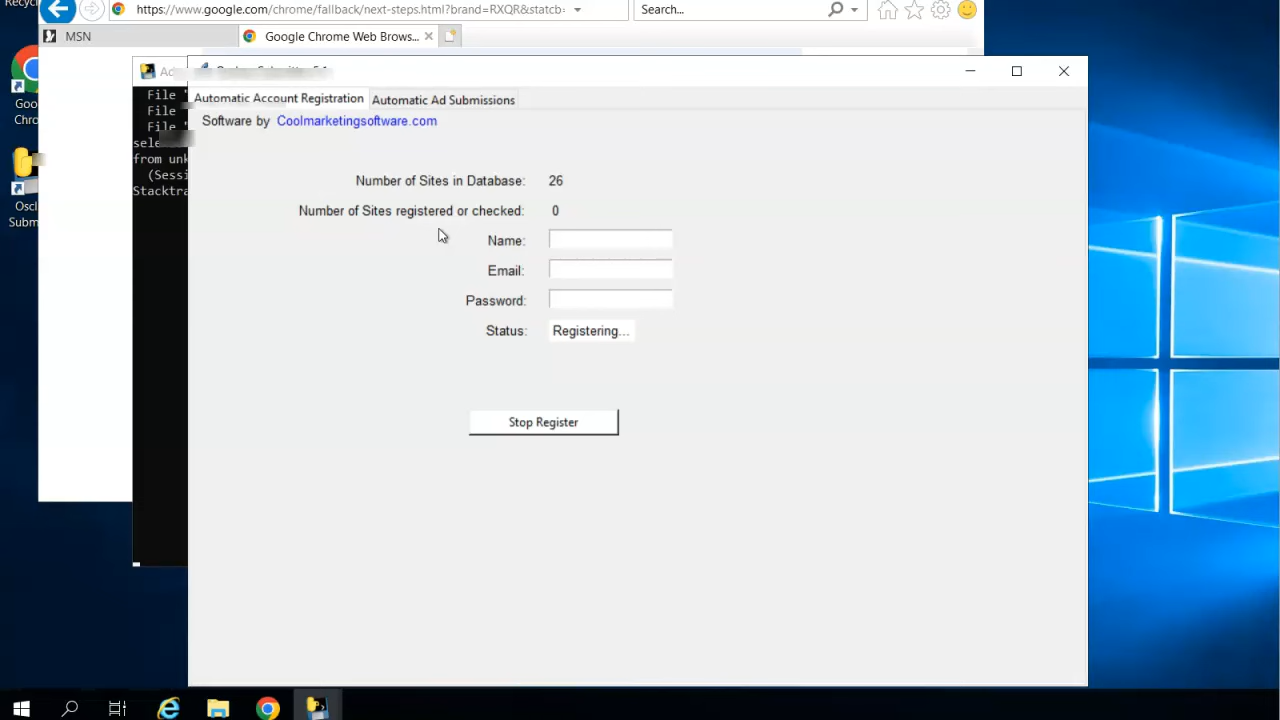 Recycl
https://www.google.com/chrome/fallback/next-steps.html?brand=RXQR&statcb=
Search...
MSN
Google Chrome Web Brows...
Goo
Chro
Oscl
Subm
File "
File
File "
sele
from unk
(Sessi
Stacktra
Automatic Account Registration
Automatic Ad Submissions
Software by Coolmarketingsoftware.com
Number of Sites in Database: 26
Number of Sites registered or checked: 0
Name:
Email:
Password:
Status: Registering...
Stop Register